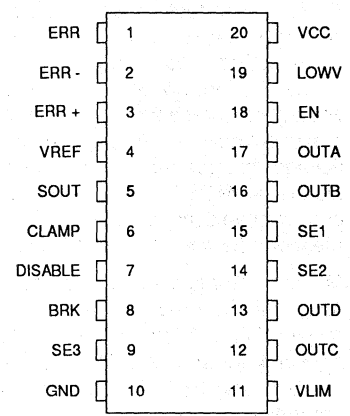 ERR 1 20 VCC
ERR - 2 19 LOWV
ERR + 3 18 EN
VREF 4 17 OUTA
SOUT 5 16 OUTB
CLAMP 6 15 SE1
DISABLE 7 14 SE2
BRK 8 13 OUTD
SE3 9 12 OUTC
GND 10 11 VLIM